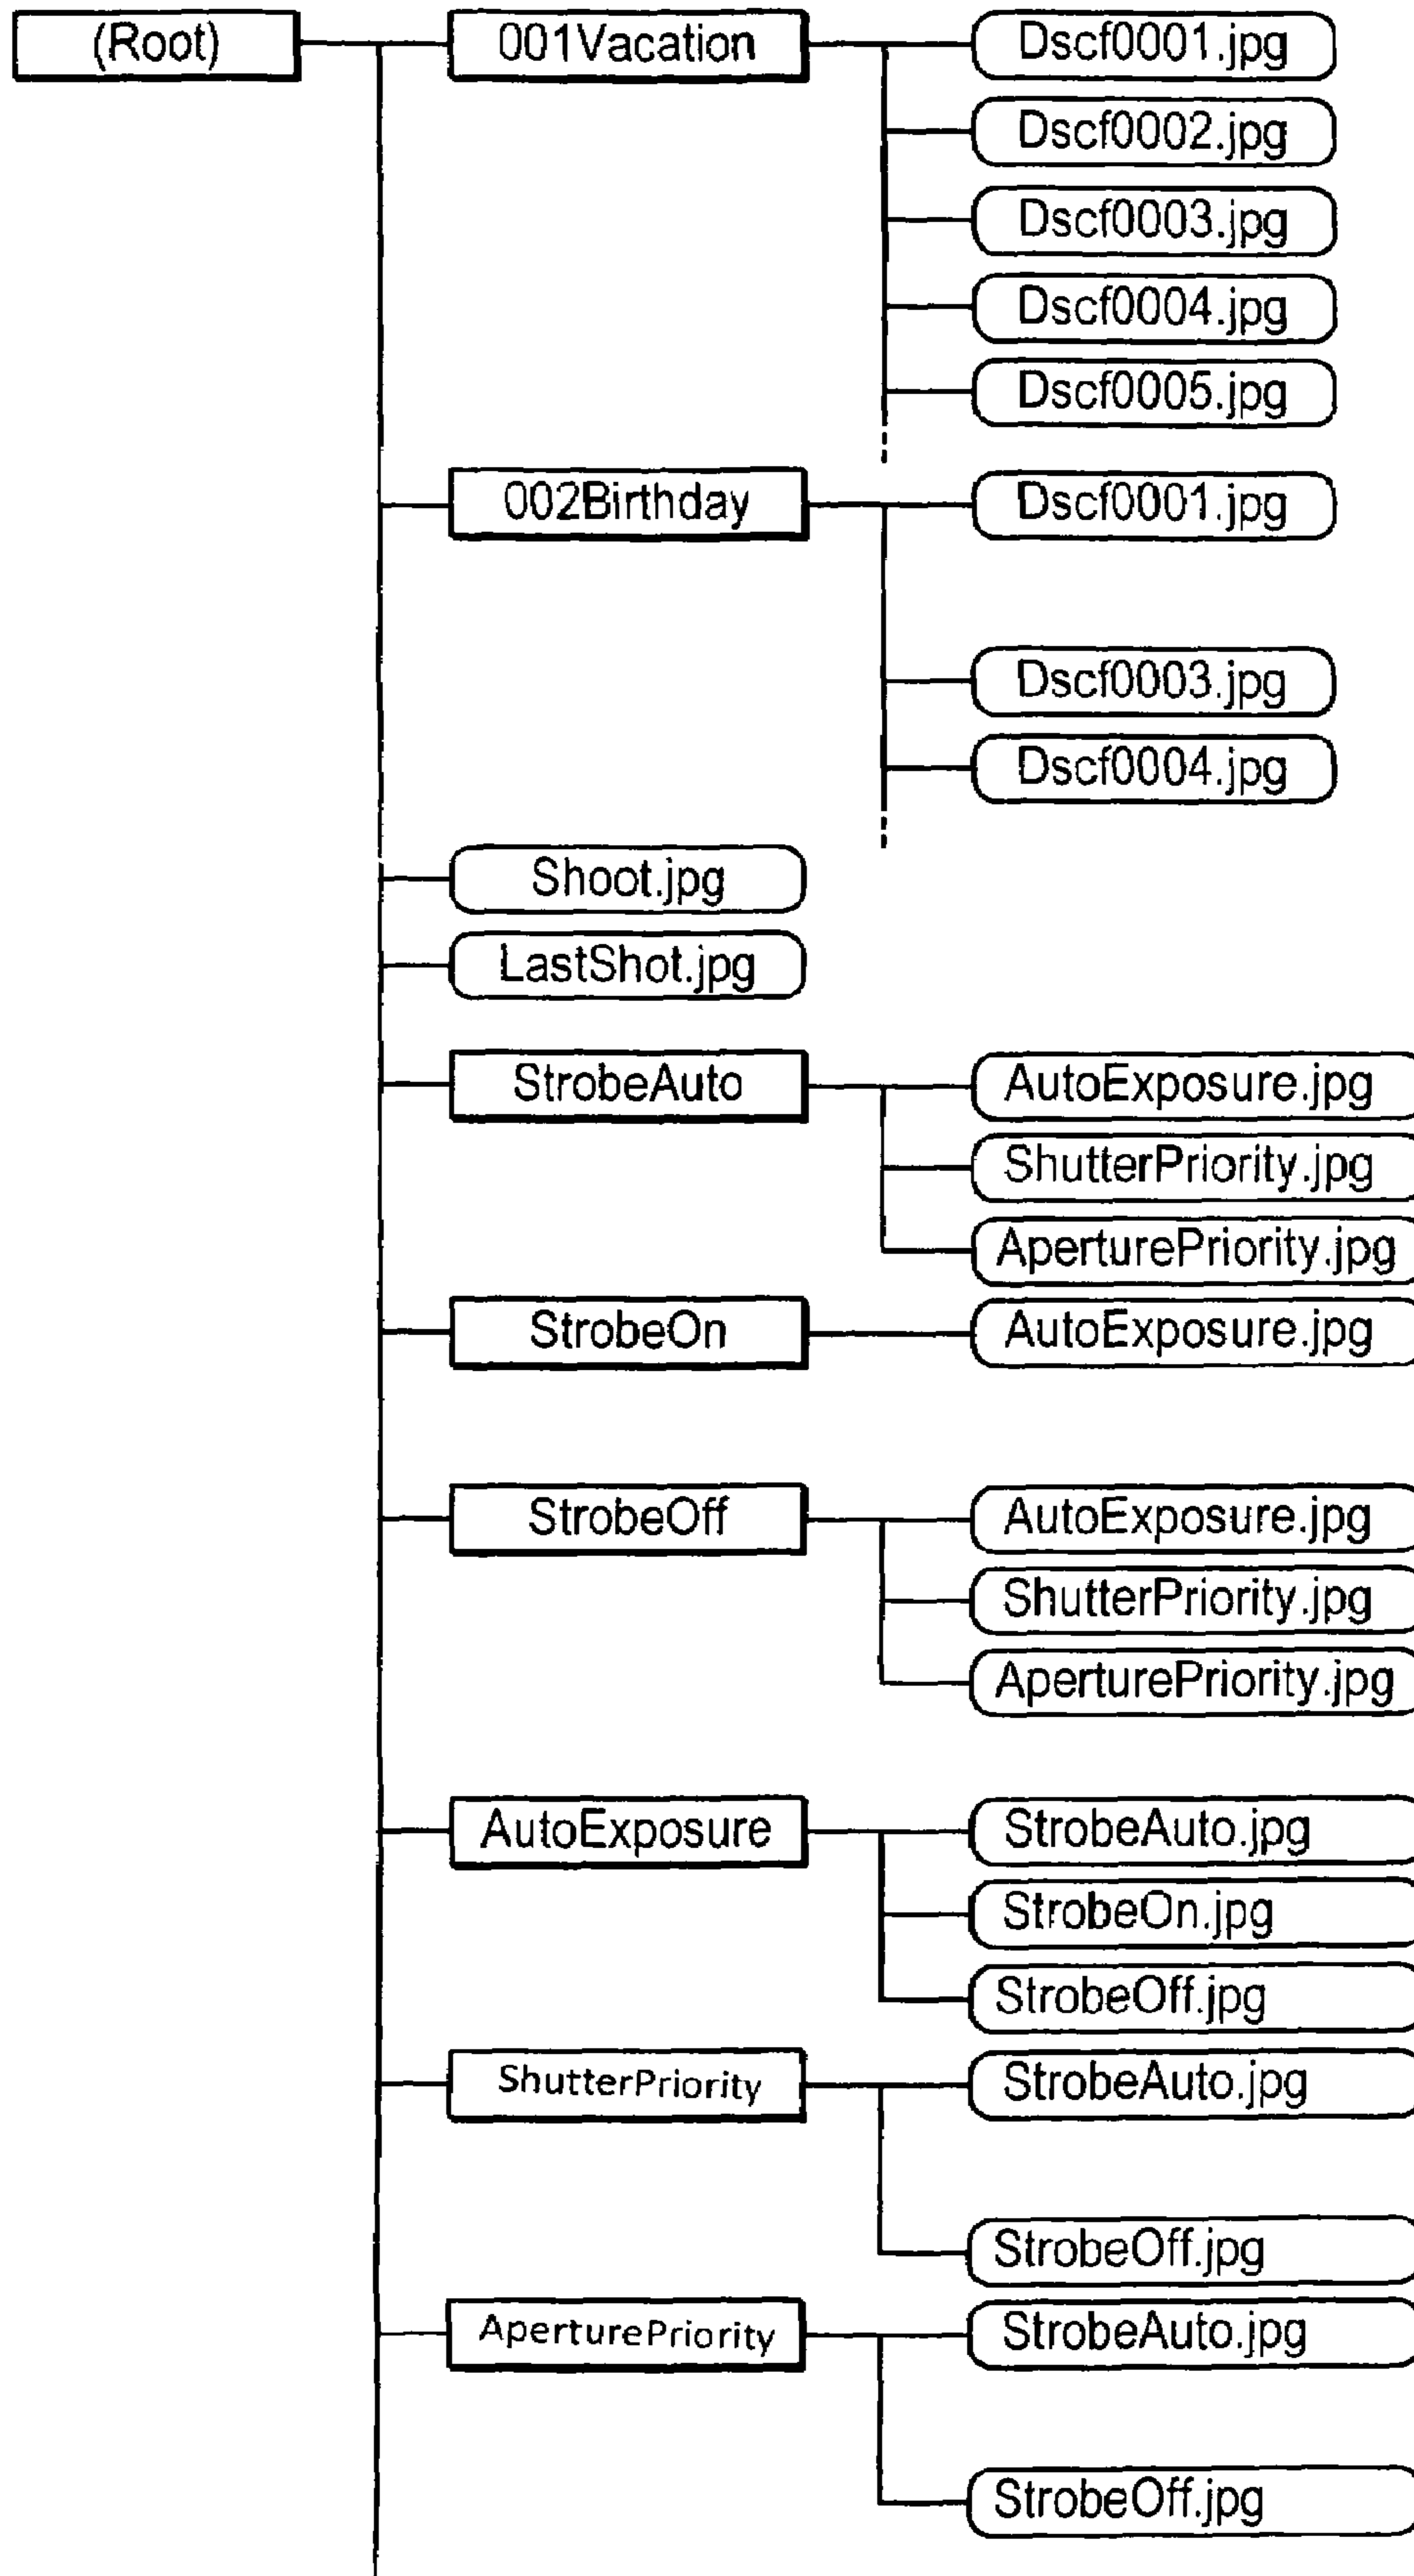 (Root) 001Vacation Dscf0001.jpg
Dscf0002.jpg
Dscf0003.jpg
Dscf0004.jpg
Dscf0005.jpg
002Birthday Dscf0001.jpg
Dscf0003.jpg
Dscf0004.jpg
Shoot.jpg
LastShot.jpg
StrobeAuto AutoExposure.jpg
ShutterPriority.jpg
AperturePriority.jpg
StrobeOn AutoExposure.jpg
StrobeOff AutoExposure.jpg
ShutterPriority.jpg
AperturePriority.jpg
AutoExposure StrobeAuto.jpg
StrobeOn.jpg
StrobeOff.jpg
ShutterPriority StrobeAuto.jpg
StrobeOff.jpg
AperturePriority StrobeAuto.jpg
StrobeOff.jpg